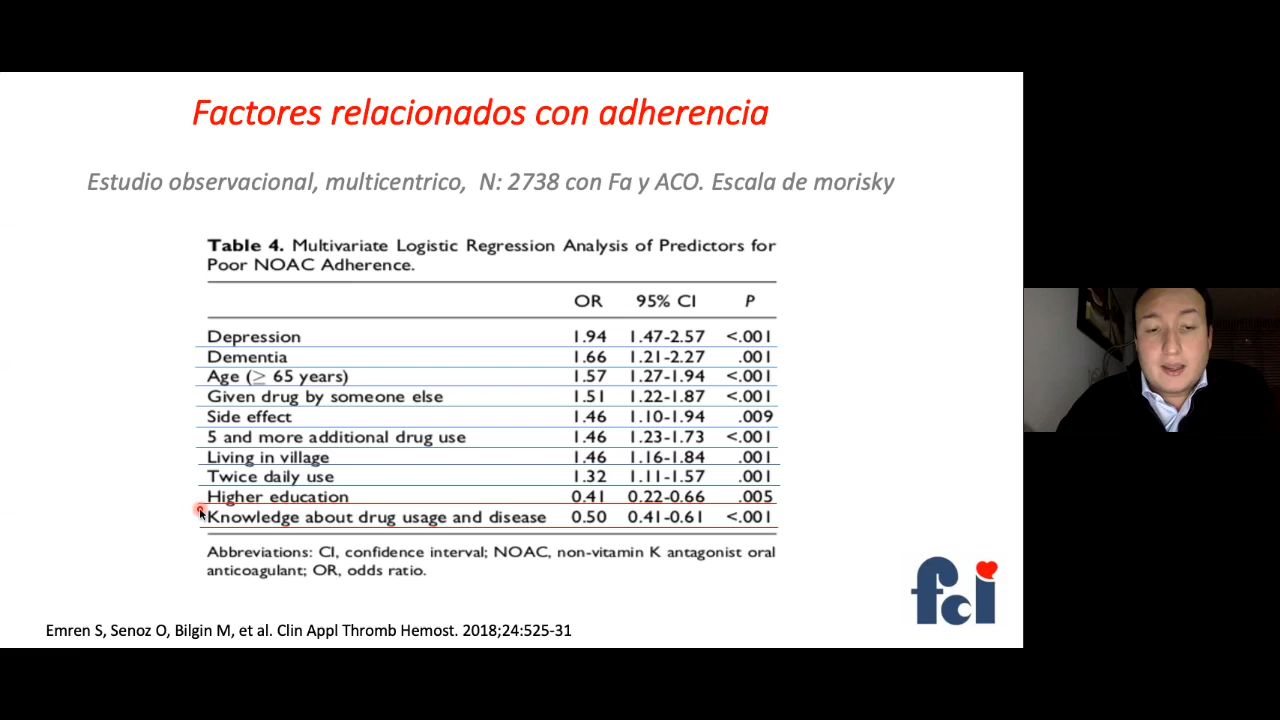 Factores relacionados con adherencia
Estudio observacional, multicentrico, N: 2738 con Fa y ACO. Escala de morisky
Table 4. Multivariate Logistic Regression Analysis of Predictors for
Poor NOAC Adherence.
OR 95% CI P
Depression 1.94 1.47-2.57 <.001
Dementia 1.66 1.21-2.27 .001
Age (≥ 65 years) 1.57 1.27-1.94 <.001
Given drug by someone else 1.51 1.22-1.87 <.001
Side effect 1.46 1.10-1.94 .009
5 and more additional drug use 1.46 1.23-1.73 <.001
Living in village 1.46 1.16-1.84 .001
Twice daily use 1.32 1.11-1.57 .001
Higher education 0.41 0.22-0.66 .005
Knowledge about drug usage and disease 0.50 0.41-0.61 <.001
Abbreviations: CI, confidence interval; NOAC, non-vitamin K antagonist oral
anticoagulant; OR, odds ratio.
fci
Emren S, Senoz O, Bilgin M, et al. Clin Appl Thromb Hemost. 2018;24:525-31